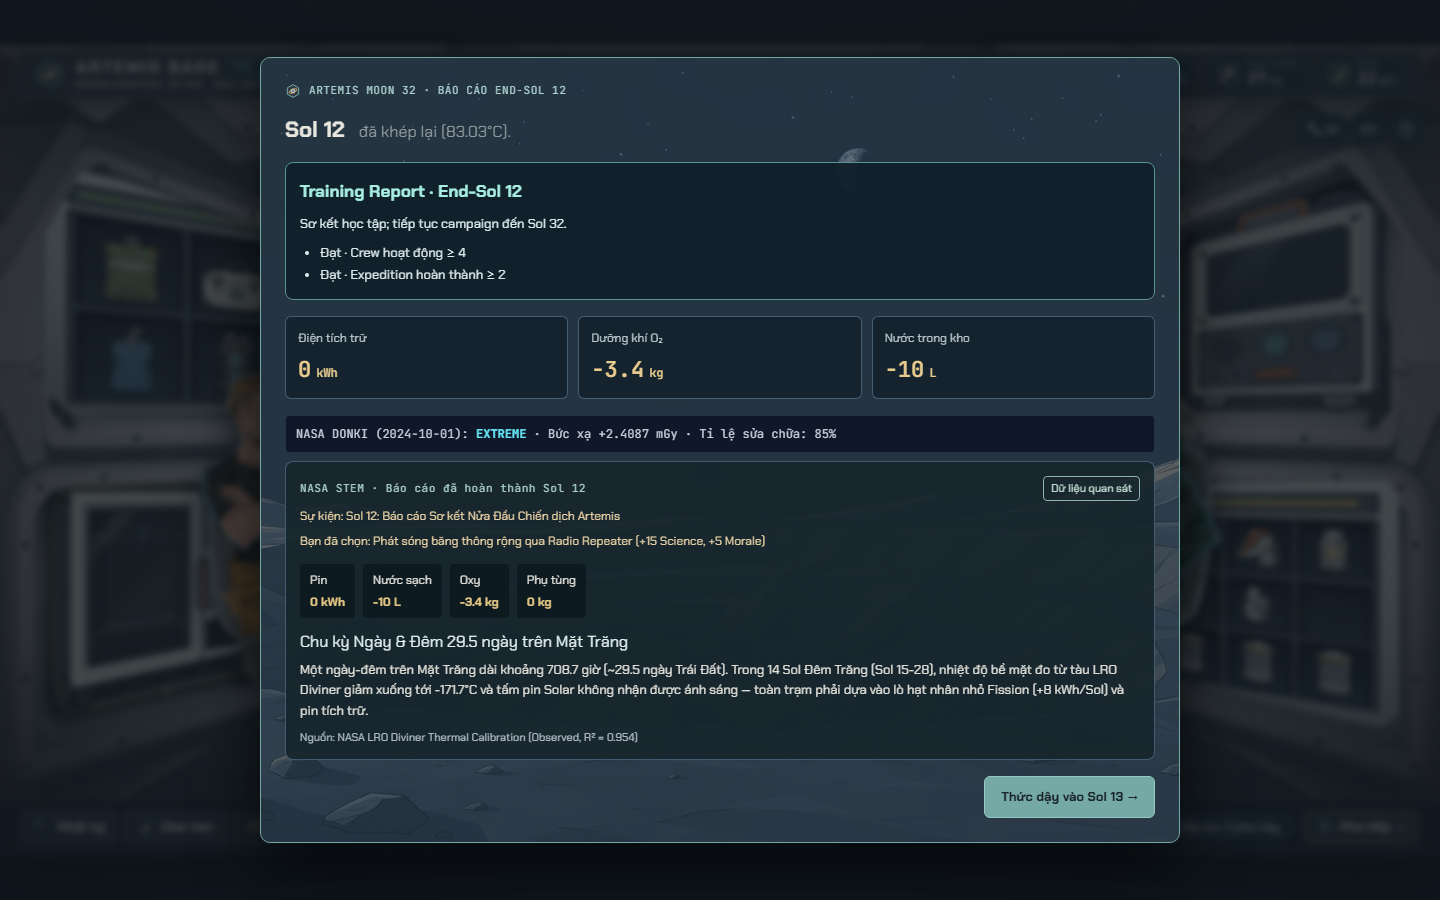 ARTEMIS BASE
ARTEMIS MOON 32 · BÁO CÁO END-SOL 12
Sol 12 đã khép lại (83.03°C).
Training Report · End-Sol 12
Sơ kết học tập; tiếp tục campaign đến Sol 32.
• Đạt · Crew hoạt động ≥ 4
• Đạt · Expedition hoàn thành ≥ 2
Điện tích trữ
0 kWh
Dưỡng khí O₂
-3.4 kg
Nước trong kho
-10 L
NASA DONKI (2024-10-01): EXTREME · Bức xạ +2.4087 mGy · Tỉ lệ sửa chữa: 85%
NASA STEM · Báo cáo đã hoàn thành Sol 12
Dữ liệu quan sát
Sự kiện: Sol 12: Báo cáo Sơ kết Nửa Đầu Chiến dịch Artemis
Bạn đã chọn: Phát sóng băng thông rộng qua Radio Repeater (+15 Science, +5 Morale)
Pin
0 kWh
Nước sạch
-10 L
Oxy
-3.4 kg
Phụ tùng
0 kg
Chu kỳ Ngày & Đêm 29.5 ngày trên Mặt Trăng
Một ngày-đêm trên Mặt Trăng dài khoảng 708.7 giờ (~29.5 ngày Trái Đất). Trong 14 Sol Đêm Trăng (Sol 15-28), nhiệt độ bề mặt đo từ tàu LRO
Diviner giảm xuống tới -171.7°C và tấm pin Solar không nhận được ánh sáng — toàn trạm phải dựa vào lò hạt nhân nhỏ Fission (+8 kWh/Sol) và
pin tích trữ.
Nguồn: NASA LRO Diviner Thermal Calibration (Observed, R² = 0.954)
Thức dậy vào Sol 13 →